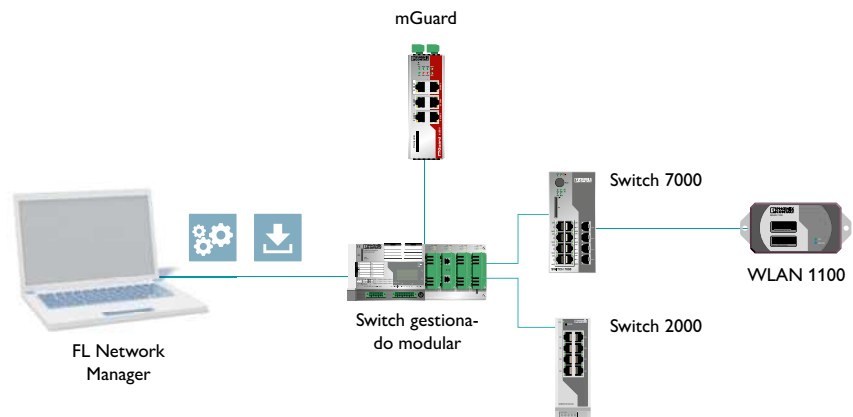 mGuard
Switch 7000
WLAN 1100
Switch gestiona-
do modular
Switch 2000
FL Network
Manager